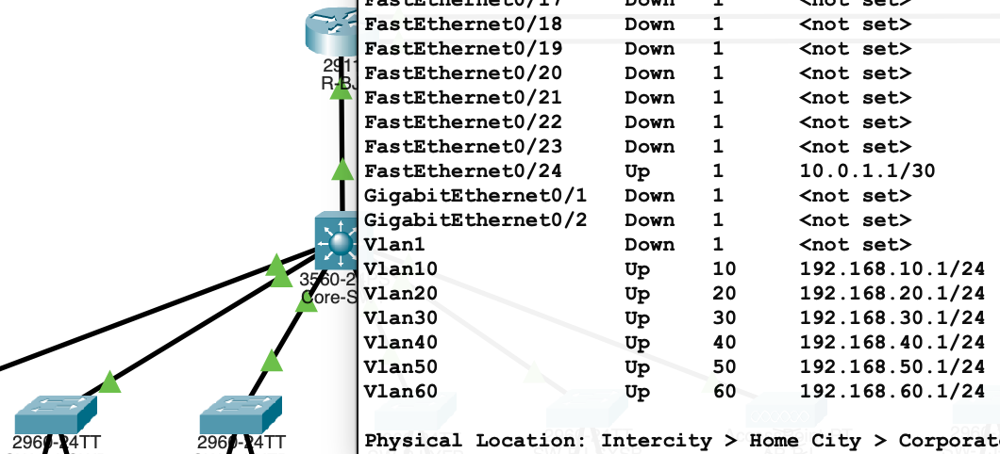 FastEthernet0/17 Down 1 <not set>
FastEthernet0/18 Down 1 <not set>
FastEthernet0/19 Down 1 <not set>
FastEthernet0/20 Down 1 <not set>
FastEthernet0/21 Down 1 <not set>
FastEthernet0/22 Down 1 <not set>
FastEthernet0/23 Down 1 <not set>
FastEthernet0/24 Up 1 10.0.1.1/30
GigabitEthernet0/1 Down 1 <not set>
GigabitEthernet0/2 Down 1 <not set>
Vlan1 Down 1 <not set>
Vlan10 Up 10 192.168.10.1/24
Vlan20 Up 20 192.168.20.1/24
Vlan30 Up 30 192.168.30.1/24
Vlan40 Up 40 192.168.40.1/24
Vlan50 Up 50 192.168.50.1/24
Vlan60 Up 60 192.168.60.1/24
Physical Location: Intercity > Home City > Corporat
2911
R-BJ
3560-2
Core-S
2960-24TT
2960-24TT